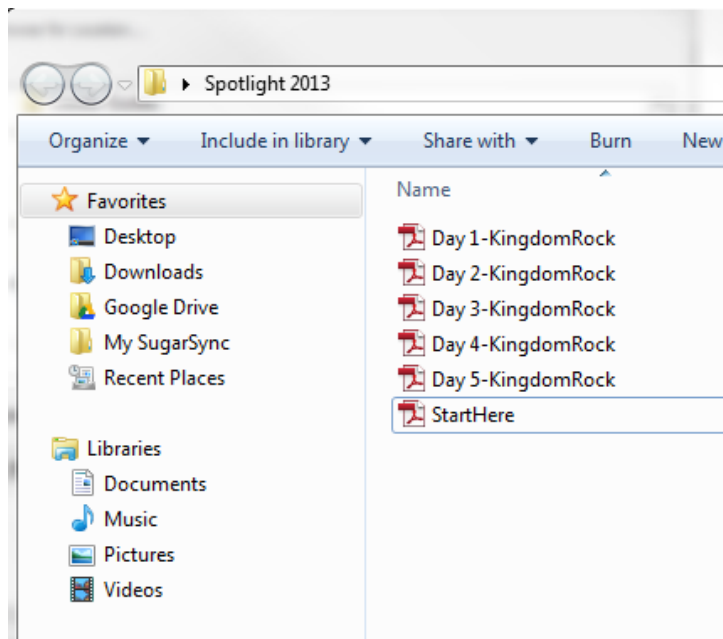 Spotlight 2013
Organize Include in library Share with Burn New
Favorites
Desktop
Downloads
Google Drive
My SugarSync
Recent Places
Libraries
Documents
Music
Pictures
Videos
Name
Day 1-KingdomRock
Day 2-KingdomRock
Day 3-KingdomRock
Day 4-KingdomRock
Day 5-KingdomRock
StartHere